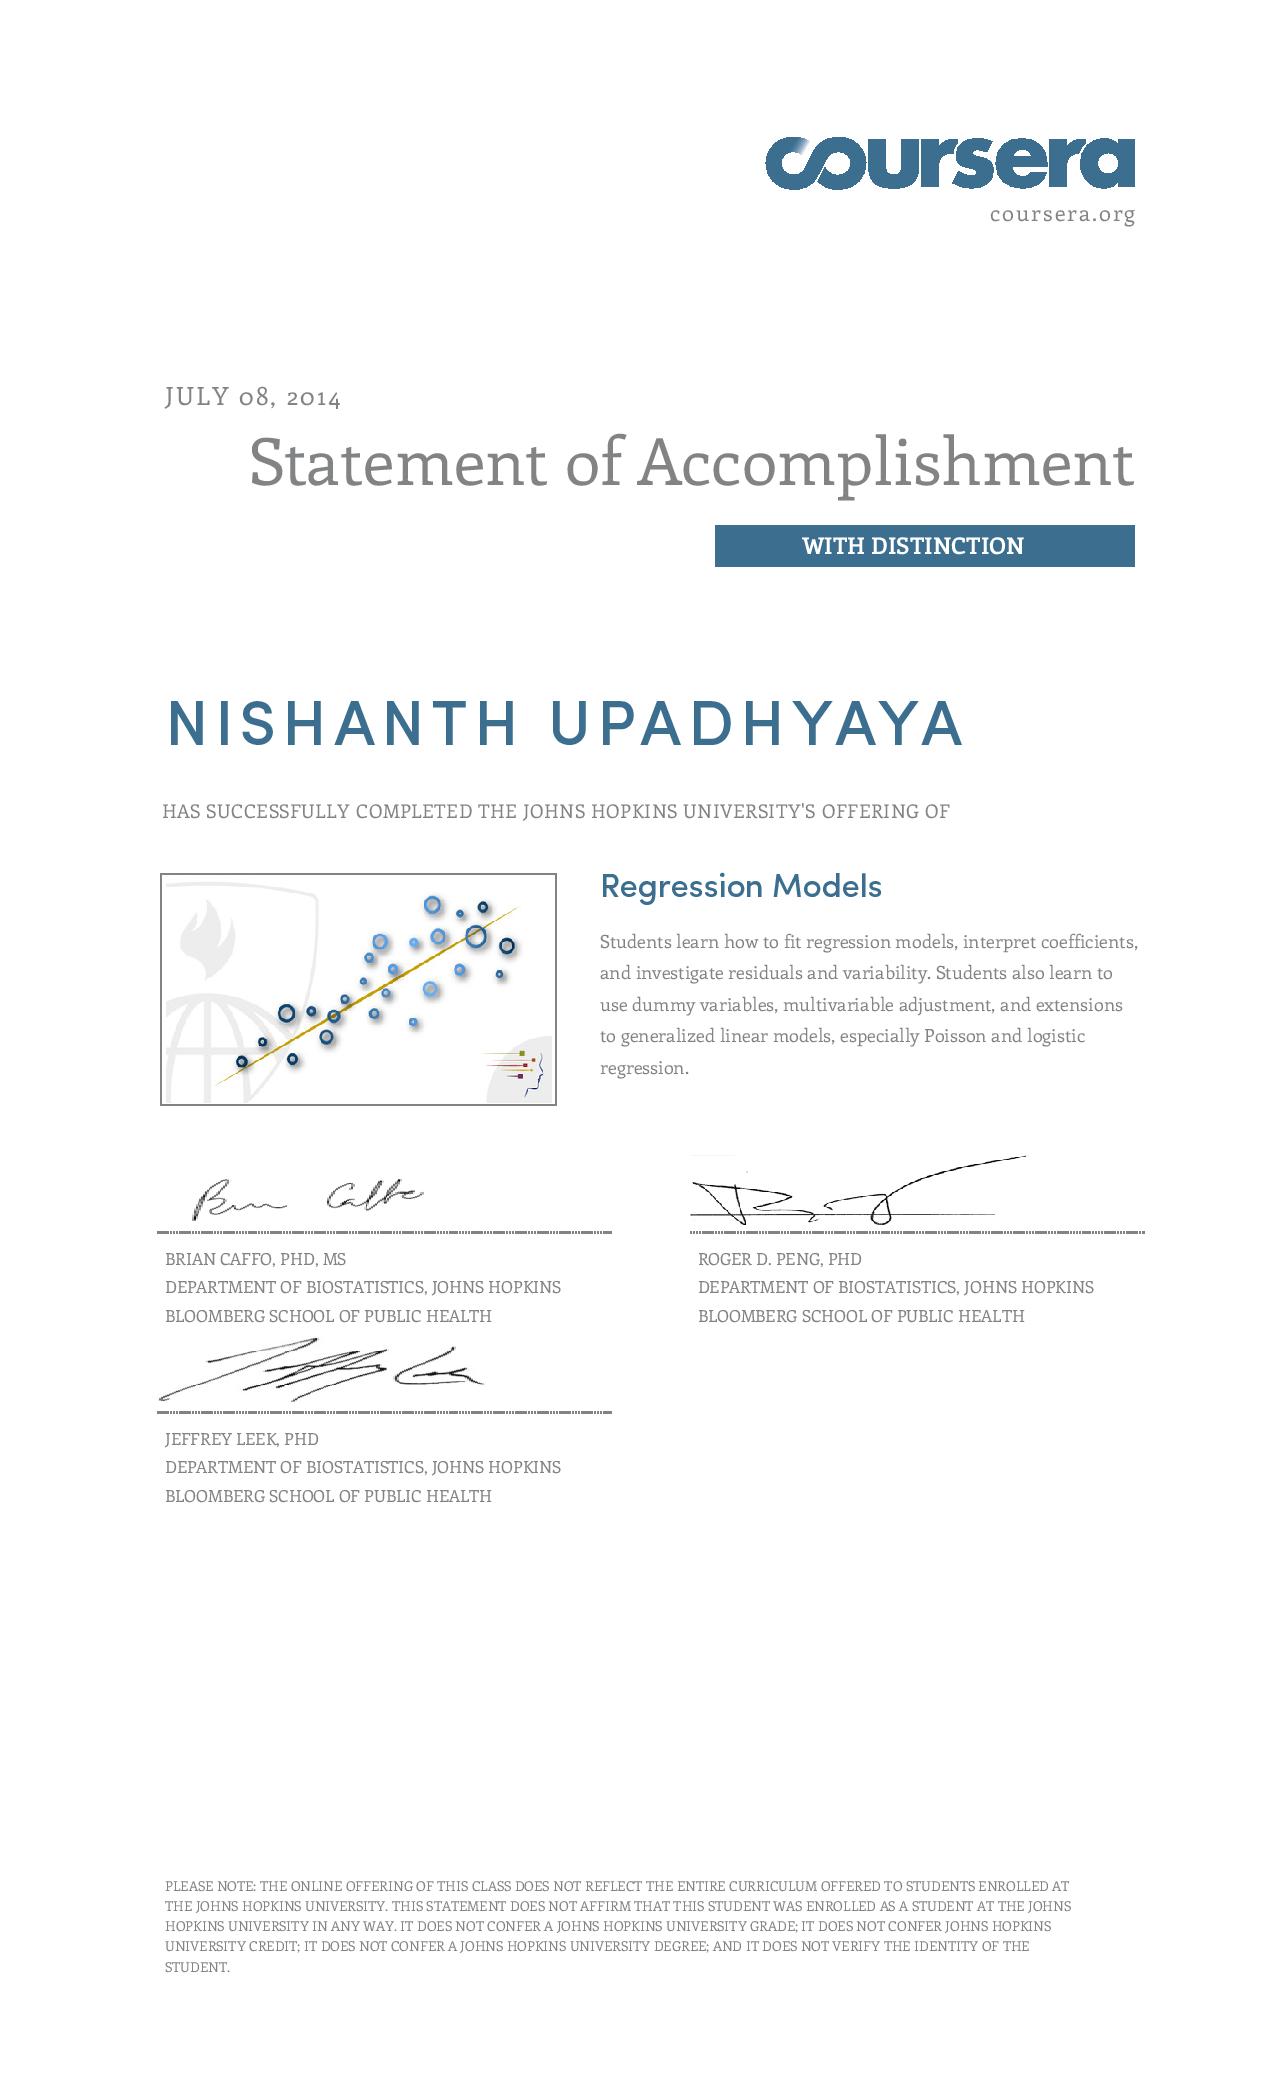 coursera
coursera.org
JULY 08, 2014
Statement of Accomplishment
WITH DISTINCTION
NISHANTH UPADHYAYA
HAS SUCCESSFULLY COMPLETED THE JOHNS HOPKINS UNIVERSITY'S OFFERING OF
Regression Models
Students learn how to fit regression models, interpret coefficients,
and investigate residuals and variability. Students also learn to
use dummy variables, multivariable adjustment, and extensions
to generalized linear models, especially Poisson and logistic
regression.
Brian Caffo
BRIAN CAFFO, PHD, MS
DEPARTMENT OF BIOSTATISTICS, JOHNS HOPKINS
BLOOMBERG SCHOOL OF PUBLIC HEALTH
ROGER D. PENG, PHD
DEPARTMENT OF BIOSTATISTICS, JOHNS HOPKINS
BLOOMBERG SCHOOL OF PUBLIC HEALTH
JEFFREY LEEK, PHD
DEPARTMENT OF BIOSTATISTICS, JOHNS HOPKINS
BLOOMBERG SCHOOL OF PUBLIC HEALTH
PLEASE NOTE: THE ONLINE OFFERING OF THIS CLASS DOES NOT REFLECT THE ENTIRE CURRICULUM OFFERED TO STUDENTS ENROLLED AT
THE JOHNS HOPKINS UNIVERSITY. THIS STATEMENT DOES NOT AFFIRM THAT THIS STUDENT WAS ENROLLED AS A STUDENT AT THE JOHNS
HOPKINS UNIVERSITY IN ANY WAY. IT DOES NOT CONFER A JOHNS HOPKINS UNIVERSITY GRADE; IT DOES NOT CONFER JOHNS HOPKINS
UNIVERSITY CREDIT; IT DOES NOT CONFER A JOHNS HOPKINS UNIVERSITY DEGREE; AND IT DOES NOT VERIFY THE IDENTITY OF THE
STUDENT.